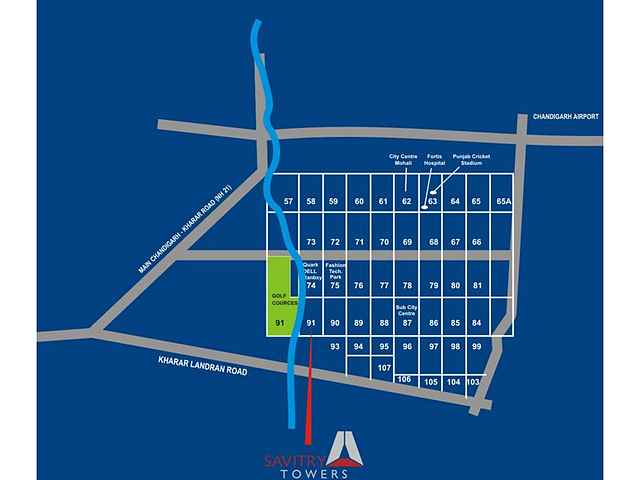 CHANDIGARH AIRPORT
City Centre
Mohali
Fortis
Hospital
Punjab Cricket
Stadium
MAIN CHANDIGARH - KHARAR ROAD (NH 21)
57 58 59 60 61 62 63 64 65 65A
73 72 71 70 69 68 67 66
Quark
DELL
Fashion
Tech.
Park
74 75 76 77 78 79 80 81
GOLF
COURCES
Sub City
Centre
91 91 90 89 88 87 86 85 84
93 94 95 96 97 98 99
107
106 105 104 103
KHARAR LANDRAN ROAD
SAVITRY
TOWERS